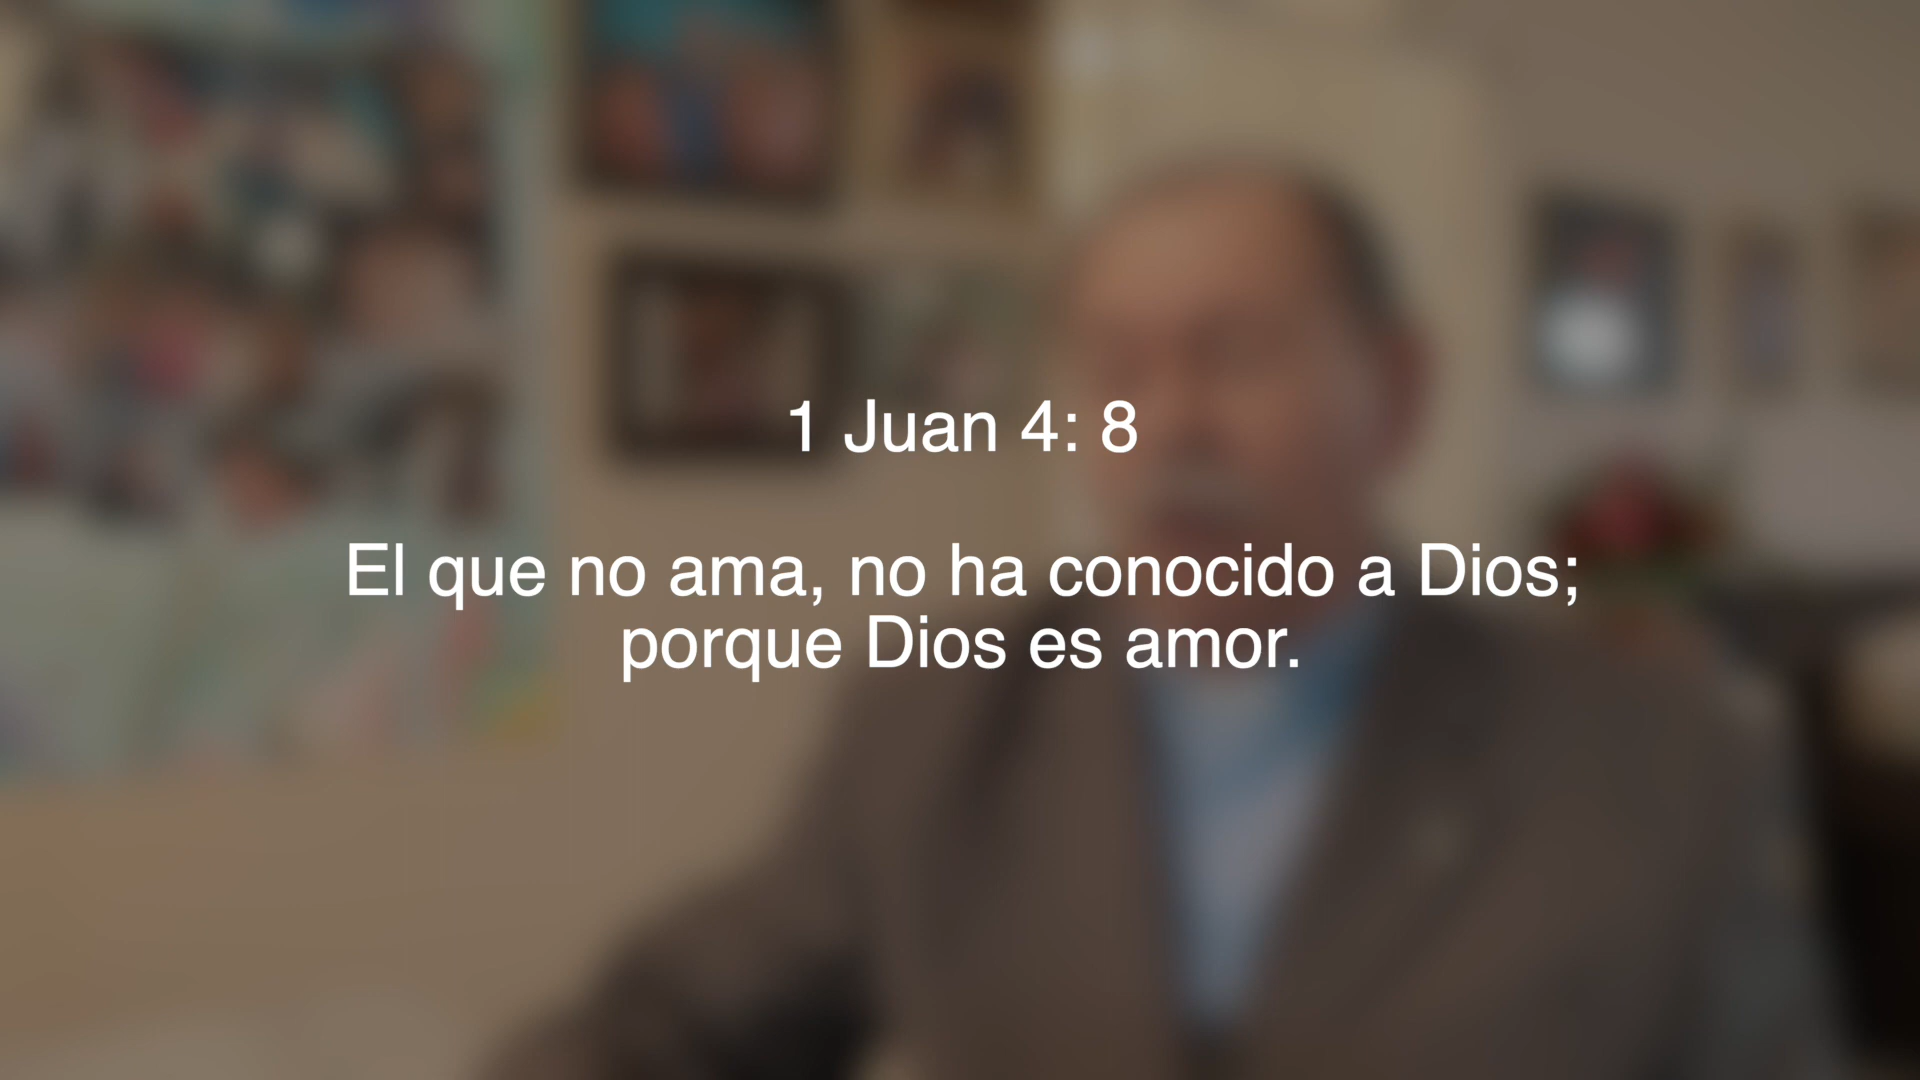 1 Juan 4: 8
El que no ama, no ha conocido a Dios;
porque Dios es amor.